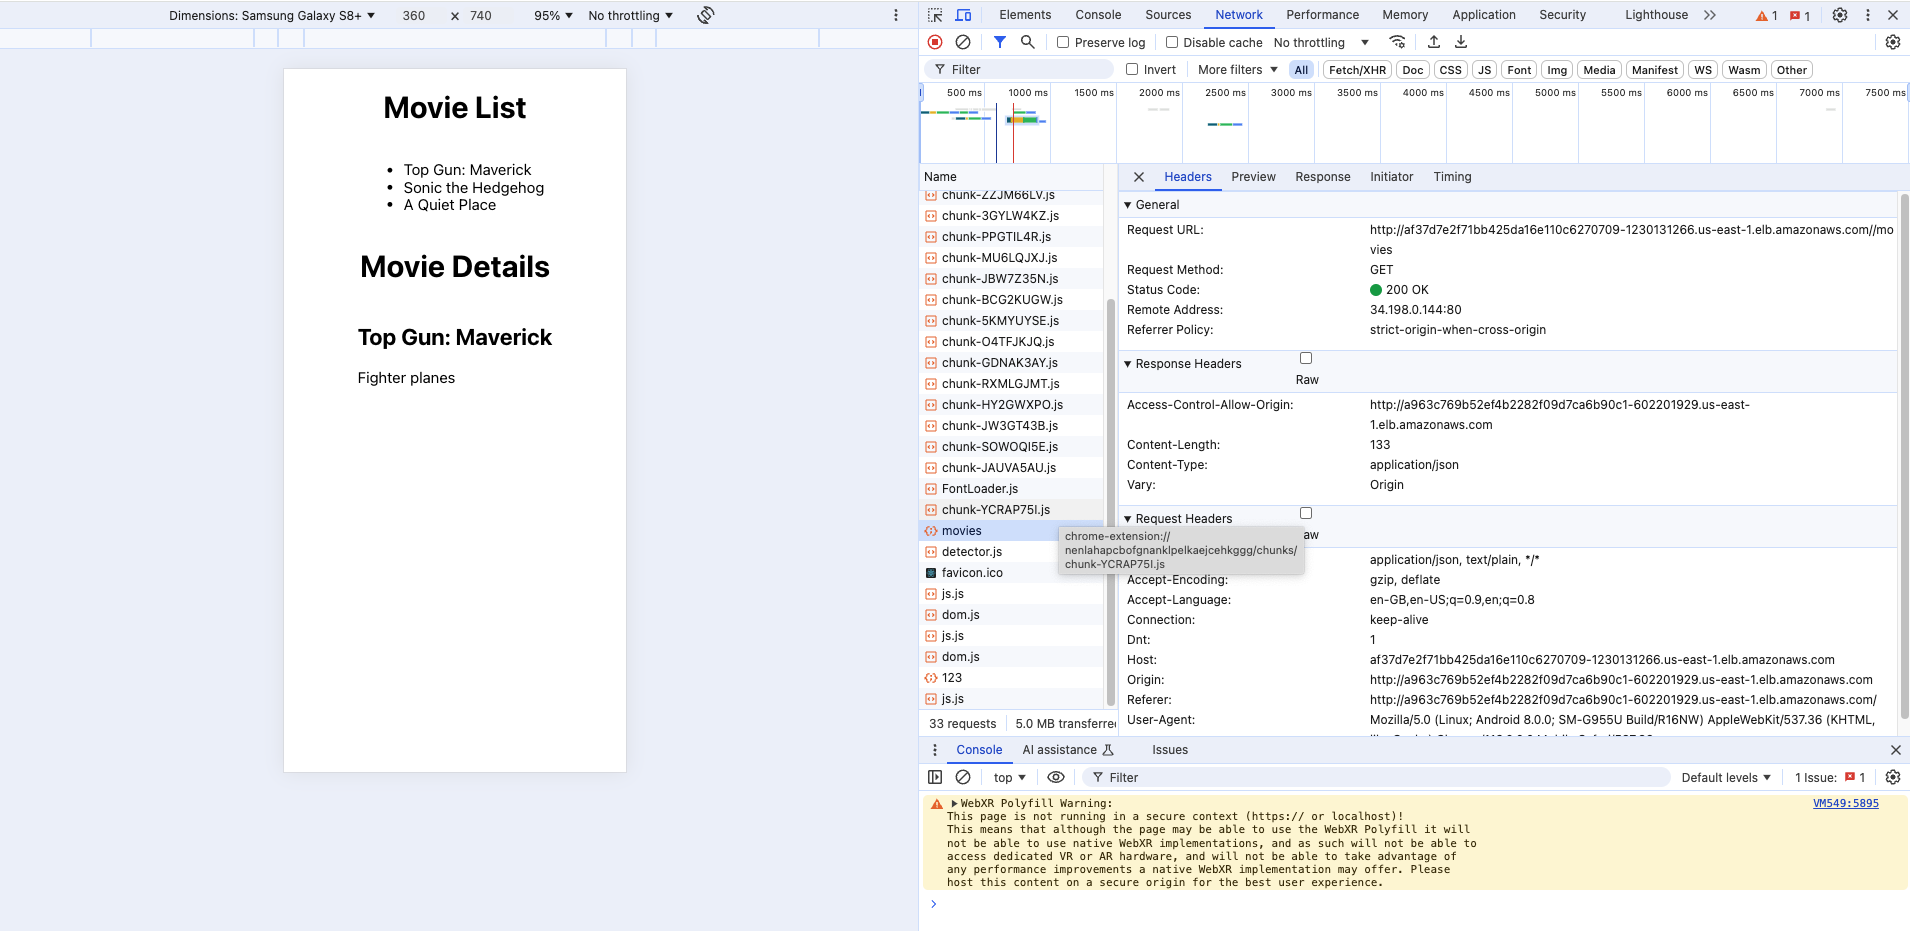 Dimensions: Samsung Galaxy S8+ 360 x 740 95% No throttling
Movie List
Top Gun: Maverick
Sonic the Hedgehog
A Quiet Place
Movie Details
Top Gun: Maverick
Fighter planes
Elements Console Sources Network Performance Memory Application Security Lighthouse 1 1
Preserve log Disable cache No throttling
Filter Invert More filters All Fetch/XHR Doc CSS JS Font Img Media Manifest WS Wasm Other
500 ms 1000 ms 1500 ms 2000 ms 2500 ms 3000 ms 3500 ms 4000 ms 4500 ms 5000 ms 5500 ms 6000 ms 6500 ms 7000 ms 7500 ms
Name
chunk-ZZJM66LV.js
chunk-3GYLW4KZ.js
chunk-PPGTIL4R.js
chunk-MU6LQJXJ.js
chunk-JBW7Z35N.js
chunk-BCG2KUGW.js
chunk-5KMYUYSE.js
chunk-O4TFJKJQ.js
chunk-GDNAK3AY.js
chunk-RXMLGJMT.js
chunk-HY2GWXPO.js
chunk-JW3GT43B.js
chunk-SOWOQI5E.js
chunk-JAUVA5AU.js
FontLoader.js
chunk-YCRAP75I.js
movies
detector.js
favicon.ico
js.js
dom.js
js.js
dom.js
123
js.js
33 requests 5.0 MB transferre
Headers Preview Response Initiator Timing
General
Request URL: http://af37d7e2f71bb425da16e110c6270709-1230131266.us-east-1.elb.amazonaws.com//mo
vies
Request Method: GET
Status Code: 200 OK
Remote Address: 34.198.0.144:80
Referrer Policy: strict-origin-when-cross-origin
Response Headers
Raw
Access-Control-Allow-Origin: http://a963c769b52ef4b2282f09d7ca6b90c1-602201929.us-east-
1.elb.amazonaws.com
Content-Length: 133
Content-Type: application/json
Vary: Origin
Request Headers
aw
chrome-extension://
nenlahapcbofgnanklpelkaejcehkggg/chunks/
chunk-YCRAP75I.js
application/json, text/plain, */*
Accept-Encoding: gzip, deflate
Accept-Language: en-GB,en-US;q=0.9,en;q=0.8
Connection: keep-alive
Dnt: 1
Host: af37d7e2f71bb425da16e110c6270709-1230131266.us-east-1.elb.amazonaws.com
Origin: http://a963c769b52ef4b2282f09d7ca6b90c1-602201929.us-east-1.elb.amazonaws.com
Referer: http://a963c769b52ef4b2282f09d7ca6b90c1-602201929.us-east-1.elb.amazonaws.com/
User-Agent: Mozilla/5.0 (Linux; Android 8.0.0; SM-G955U Build/R16NW) AppleWebKit/537.36 (KHTML,
Console AI assistance Issues
top Filter Default levels 1 Issue: 1
WebXR Polyfill Warning: VM549:5895
This page is not running in a secure context (https:// or localhost)!
This means that although the page may be able to use the WebXR Polyfill it will
not be able to use native WebXR implementations, and as such will not be able to
access dedicated VR or AR hardware, and will not be able to take advantage of
any performance improvements a native WebXR implementation may offer. Please
host this content on a secure origin for the best user experience.